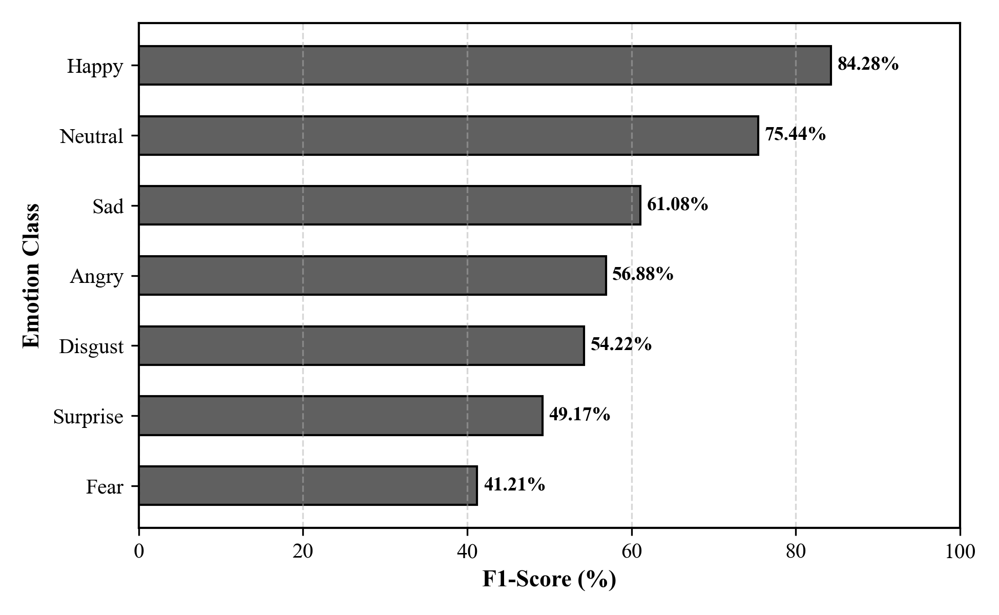 Happy 84.28%
Neutral 75.44%
Sad 61.08%
Angry 56.88%
Disgust 54.22%
Surprise 49.17%
Fear 41.21%
Emotion Class
0 20 40 60 80 100
F1-Score (%)